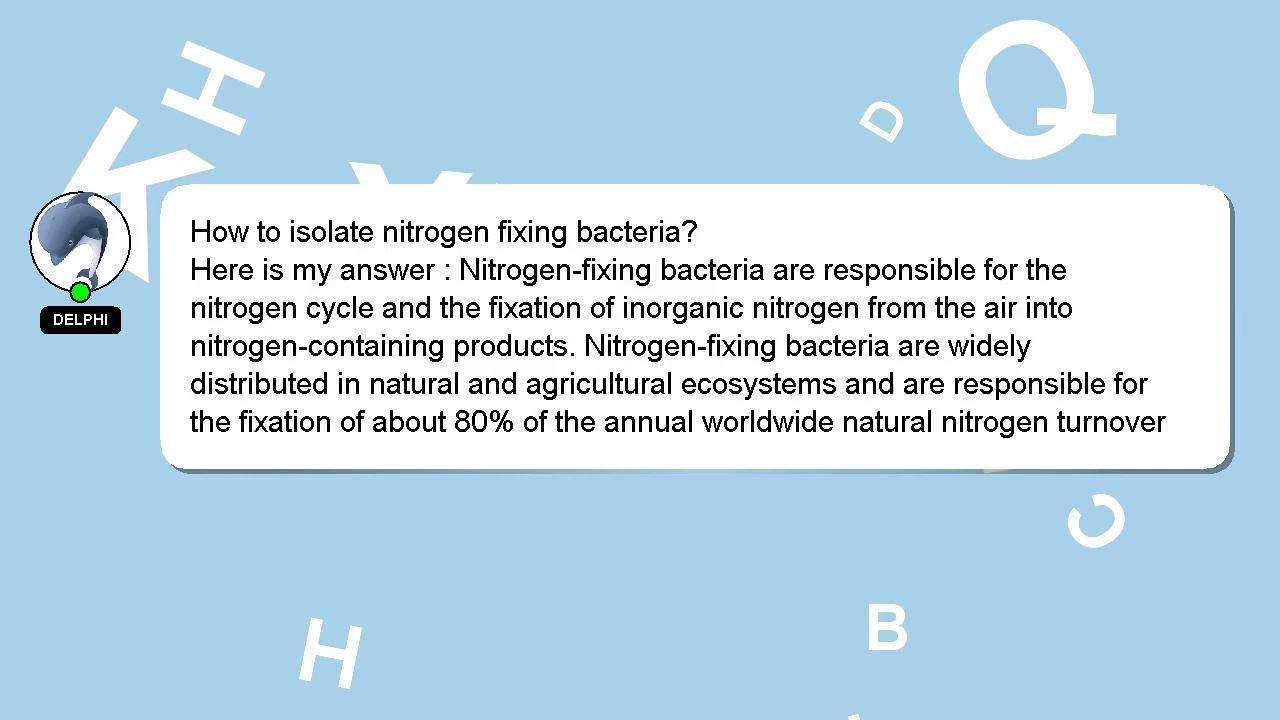 H
K
D
Q
How to isolate nitrogen fixing bacteria?
Here is my answer : Nitrogen-fixing bacteria are responsible for the
nitrogen cycle and the fixation of inorganic nitrogen from the air into
nitrogen-containing products. Nitrogen-fixing bacteria are widely
distributed in natural and agricultural ecosystems and are responsible for
the fixation of about 80% of the annual worldwide natural nitrogen turnover
DELPHI
C
B
H